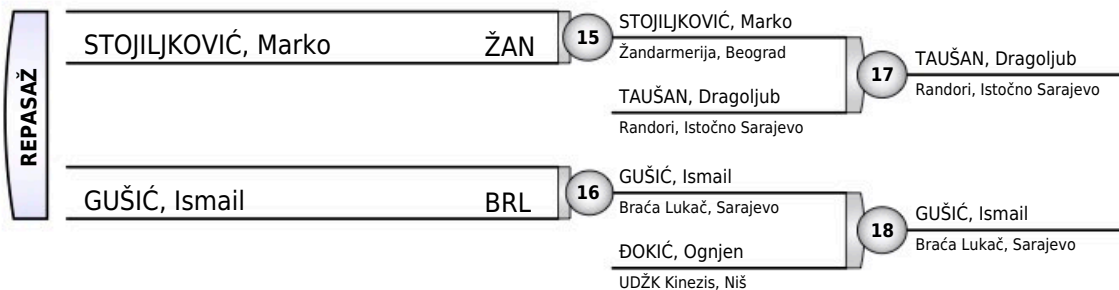 REPASAŽ
STOJILJKOVIĆ, Marko ŽAN
15
STOJILJKOVIĆ, Marko
Žandarmerija, Beograd
TAUŠAN, Dragoljub
Randori, Istočno Sarajevo
17
TAUŠAN, Dragoljub
Randori, Istočno Sarajevo
GUŠIĆ, Ismail BRL
16
GUŠIĆ, Ismail
Braća Lukač, Sarajevo
ĐOKIĆ, Ognjen
UDŽK Kinezis, Niš
18
GUŠIĆ, Ismail
Braća Lukač, Sarajevo